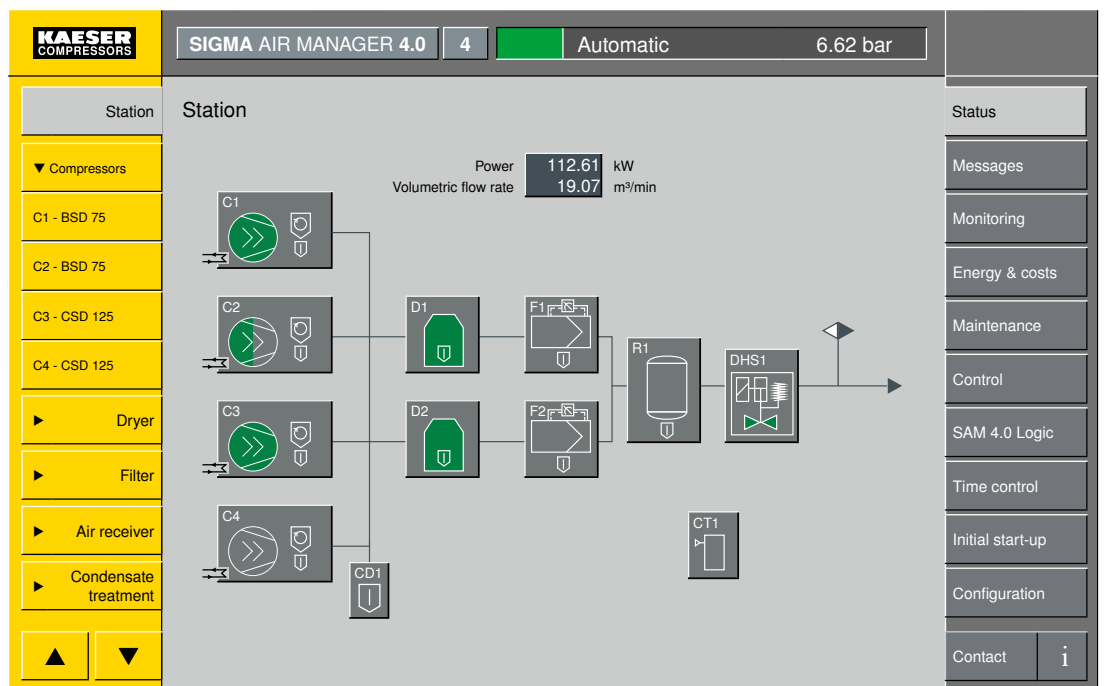 KAESER
COMPRESSORS
SIGMA AIR MANAGER 4.0
4
Automatic
6.62 bar
Station
▼ Compressors
C1 - BSD 75
C2 - BSD 75
C3 - CSD 125
C4 - CSD 125
► Dryer
► Filter
► Air receiver
► Condensate
treatment
▲ ▼
Station
Power 112.61 kW
Volumetric flow rate 19.07 m³/min
C1
C2
D1
F1
R1
DHS1
C3
D2
F2
C4
CD1
CT1
Status
Messages
Monitoring
Energy & costs
Maintenance
Control
SAM 4.0 Logic
Time control
Initial start-up
Configuration
Contact
i